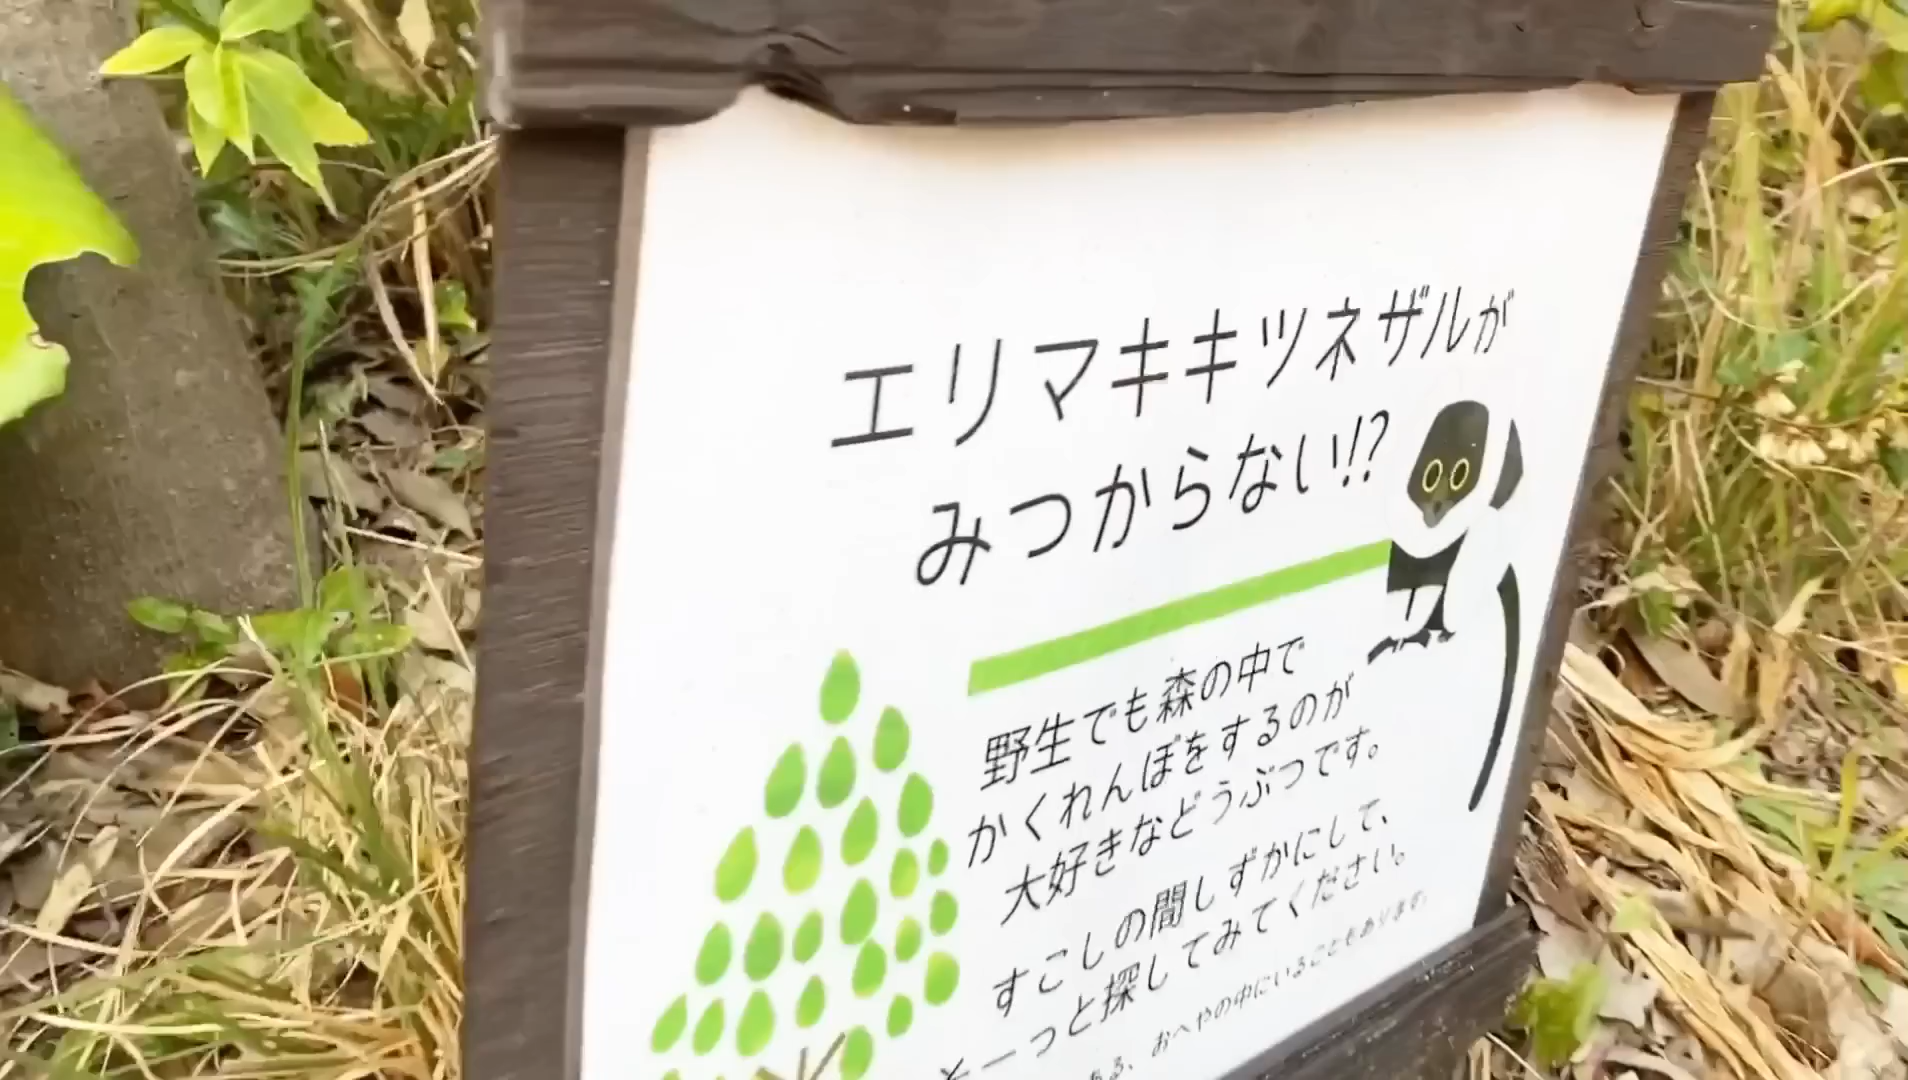 エリマキキツネザルが
みつからない!?
野生でも森の中で
かくれんぼをするのが
大好きなどうぶつです。
すこしの間しずかにして、
そーっと探してみてください。
ある、おへやの中にいることもあります。